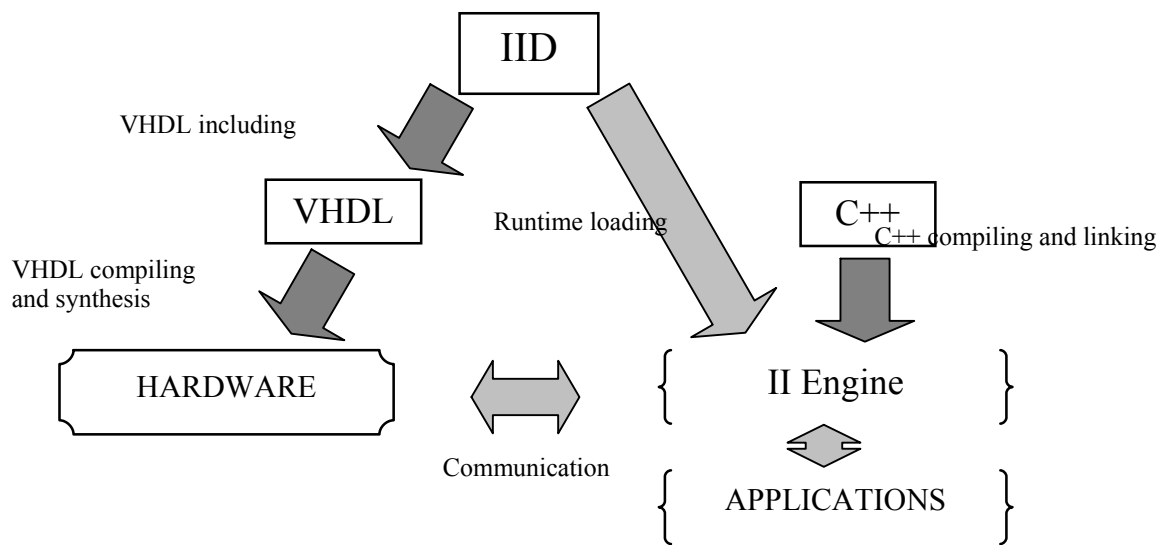 IID
VHDL including
VHDL
Runtime loading
C++
C++ compiling and linking
VHDL compiling
and synthesis
HARDWARE
II Engine
Communication
APPLICATIONS